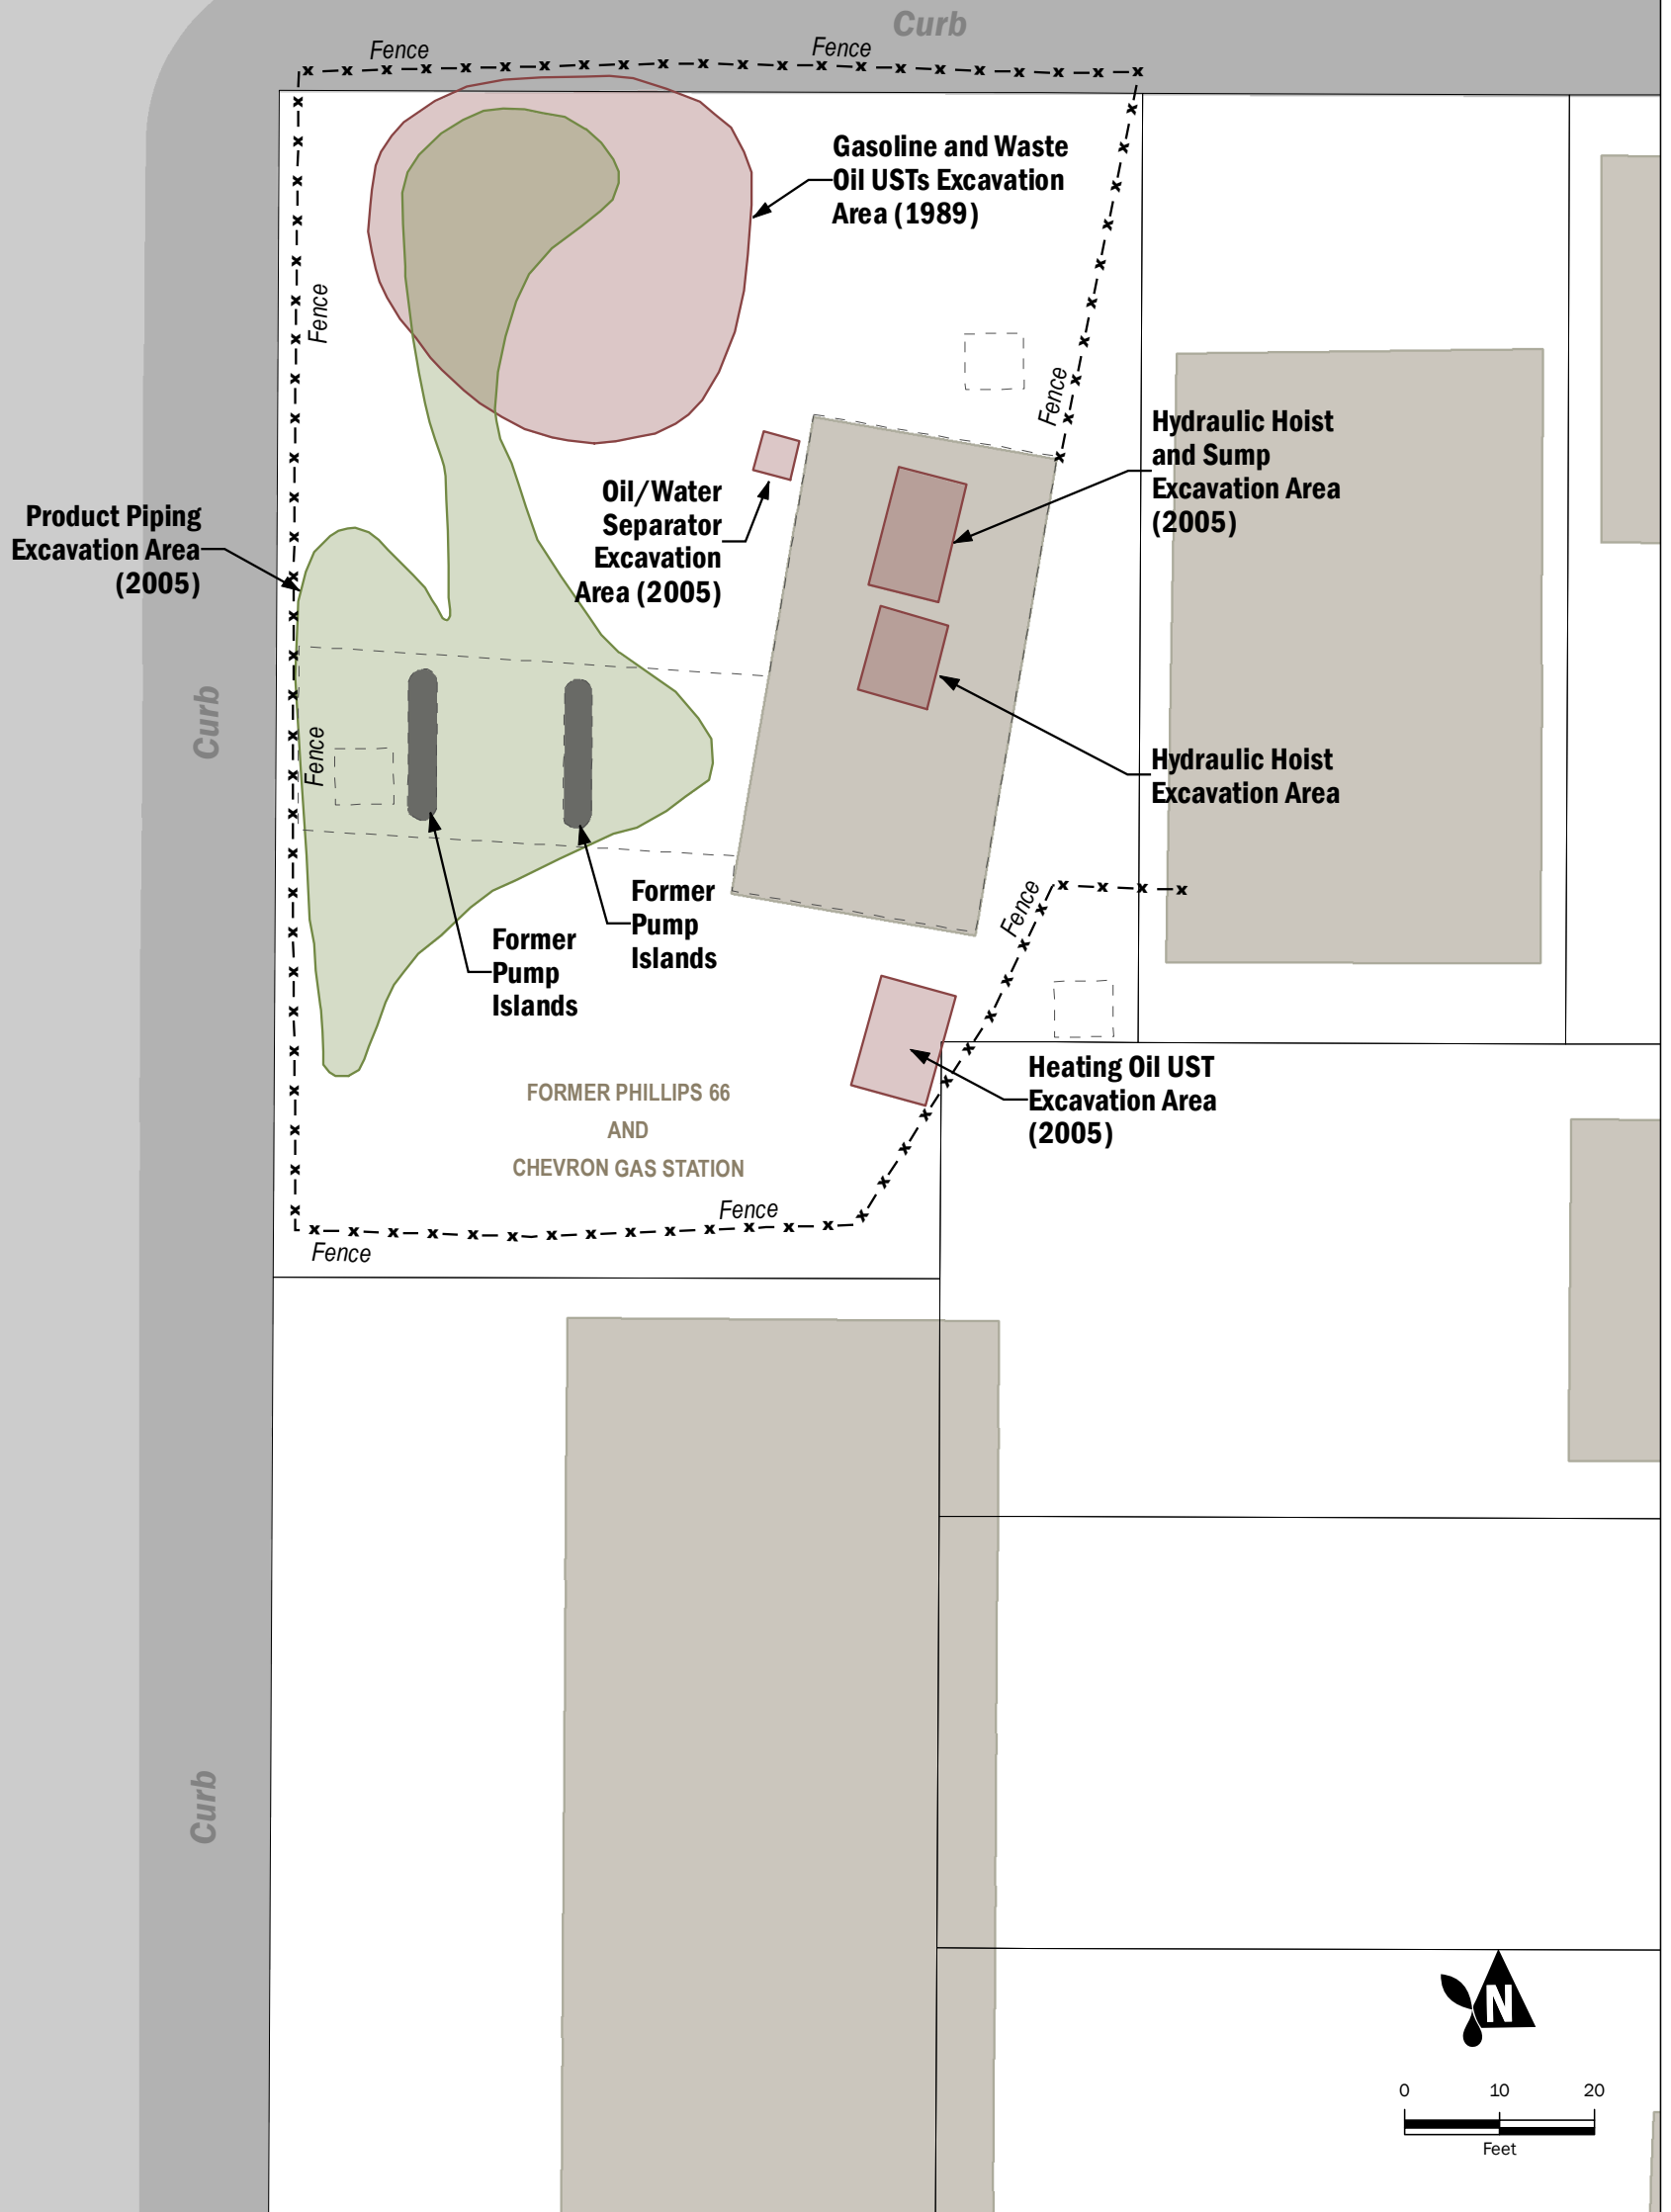 Curb
Fence
Fence
Gasoline and Waste
Oil USTs Excavation
Area (1989)
Fence
Fence
Hydraulic Hoist
and Sump
Excavation Area
(2005)
Oil/Water
Separator
Excavation
Area (2005)
Product Piping
Excavation Area
(2005)
Curb
Fence
Hydraulic Hoist
Excavation Area
Former
Pump
Islands
Former
Pump
Islands
Fence
Heating Oil UST
Excavation Area
(2005)
FORMER PHILLIPS 66
AND
CHEVRON GAS STATION
Fence
Fence
Curb
N
0 10 20
Feet